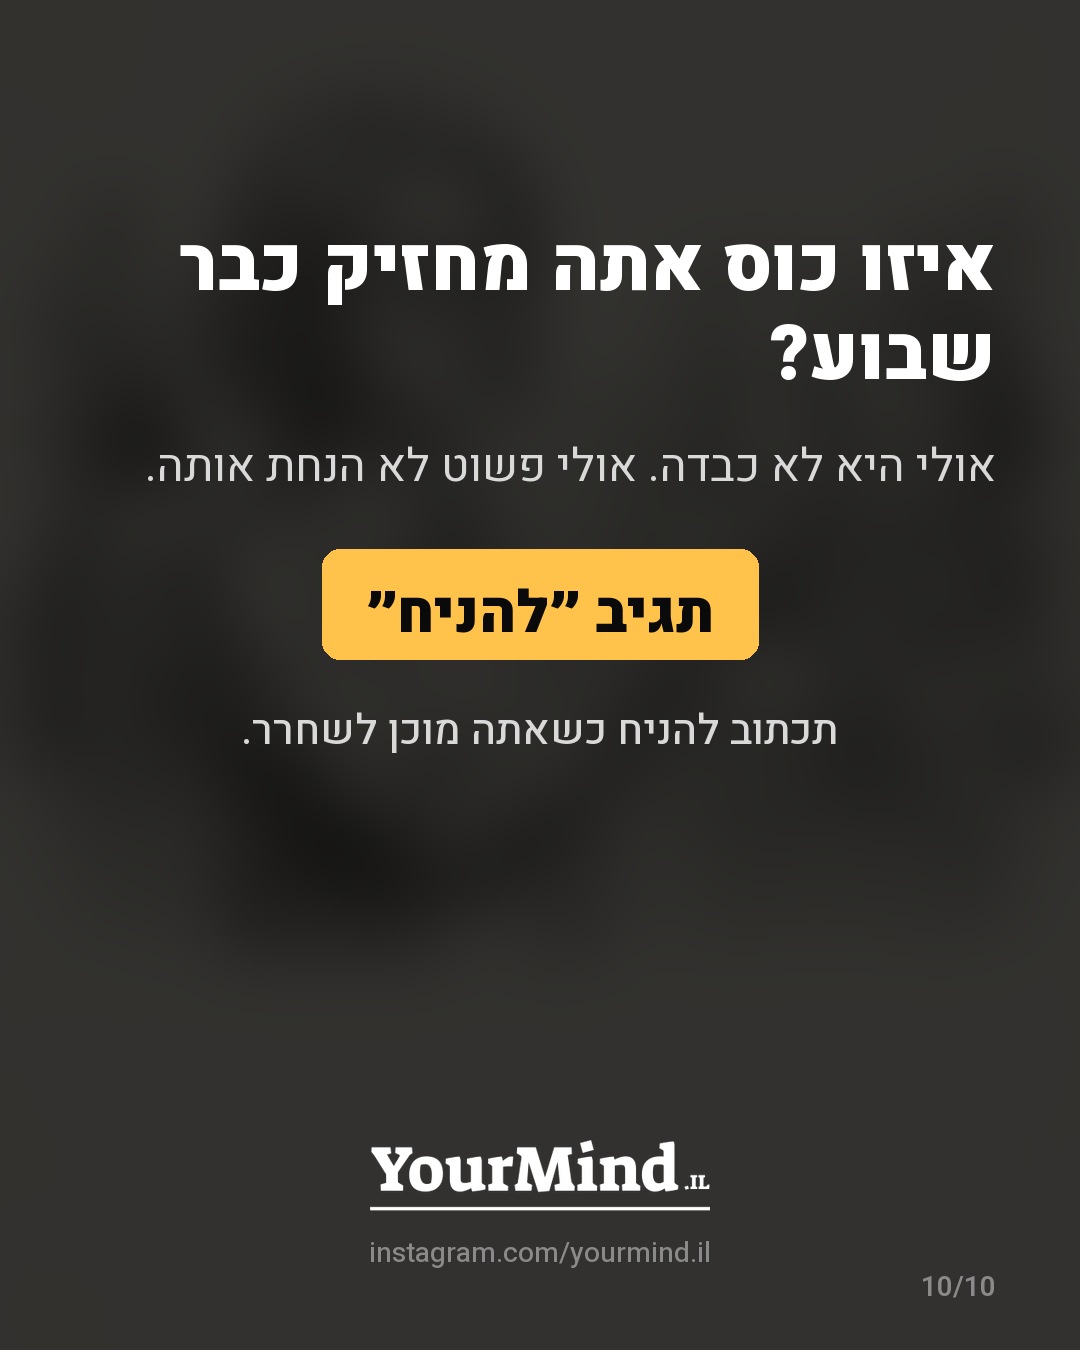 איזו כוס אתה מחזיק כבר
שבוע?
אולי היא לא כבדה. אולי פשוט לא הנחת אותה.
תגיב ״להניח״
תכתוב להניח כשאתה מוכן לשחרר.
YourMind.IL
instagram.com/yourmind.il
10/10